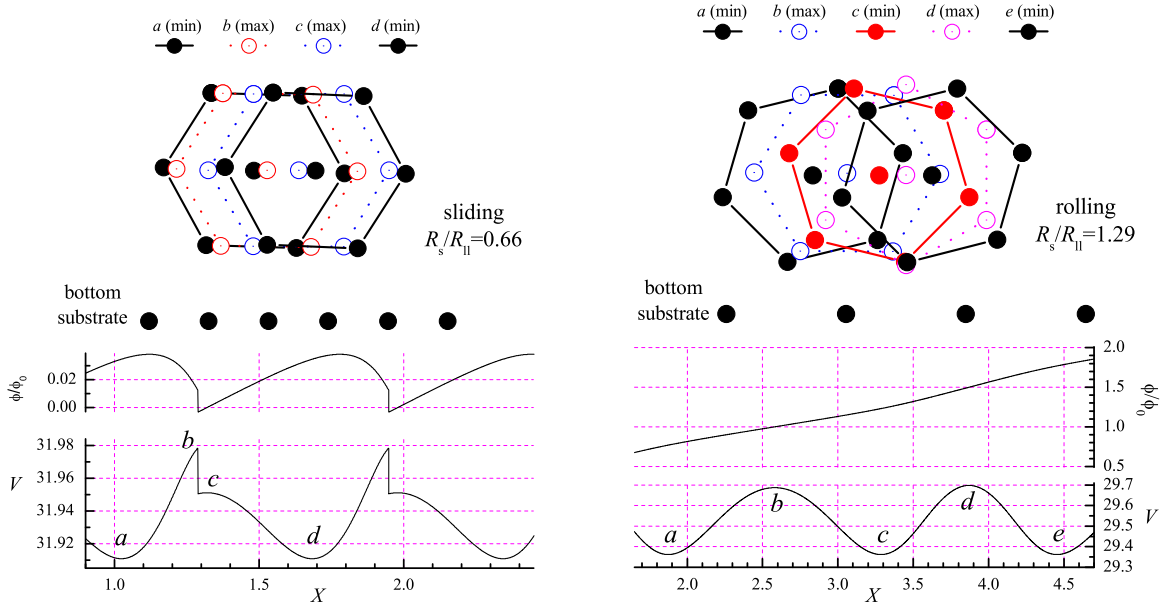 a (min) b (max) c (max) d (min)
sliding
Rs/Rll=0.66
bottom
substrate
ϕ/ϕ0
0.02
0.00
V
31.98
31.96
31.94
31.92
a
b
c
d
1.0 1.5 2.0
X
a (min) b (max) c (min) d (max) e (min)
rolling
Rs/Rll=1.29
bottom
substrate
2.0
1.5
1.0
0.5
ϕ/ϕ0
29.7
29.6
29.5
29.4
29.3
V
a
b
c
d
e
2.0 2.5 3.0 3.5 4.0 4.5
X